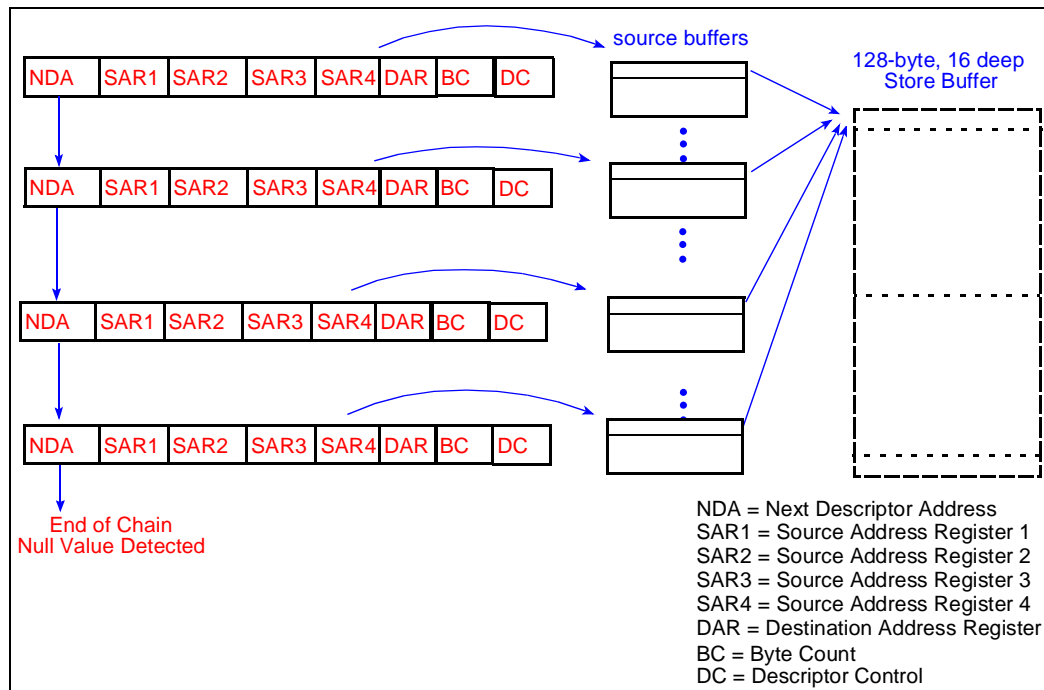 source buffers
128-byte, 16 deep
Store Buffer
NDA SAR1 SAR2 SAR3 SAR4 DAR BC DC
NDA SAR1 SAR2 SAR3 SAR4 DAR BC DC
NDA SAR1 SAR2 SAR3 SAR4 DAR BC DC
NDA SAR1 SAR2 SAR3 SAR4 DAR BC DC
End of Chain
Null Value Detected
NDA = Next Descriptor Address
SAR1 = Source Address Register 1
SAR2 = Source Address Register 2
SAR3 = Source Address Register 3
SAR4 = Source Address Register 4
DAR = Destination Address Register
BC = Byte Count
DC = Descriptor Control